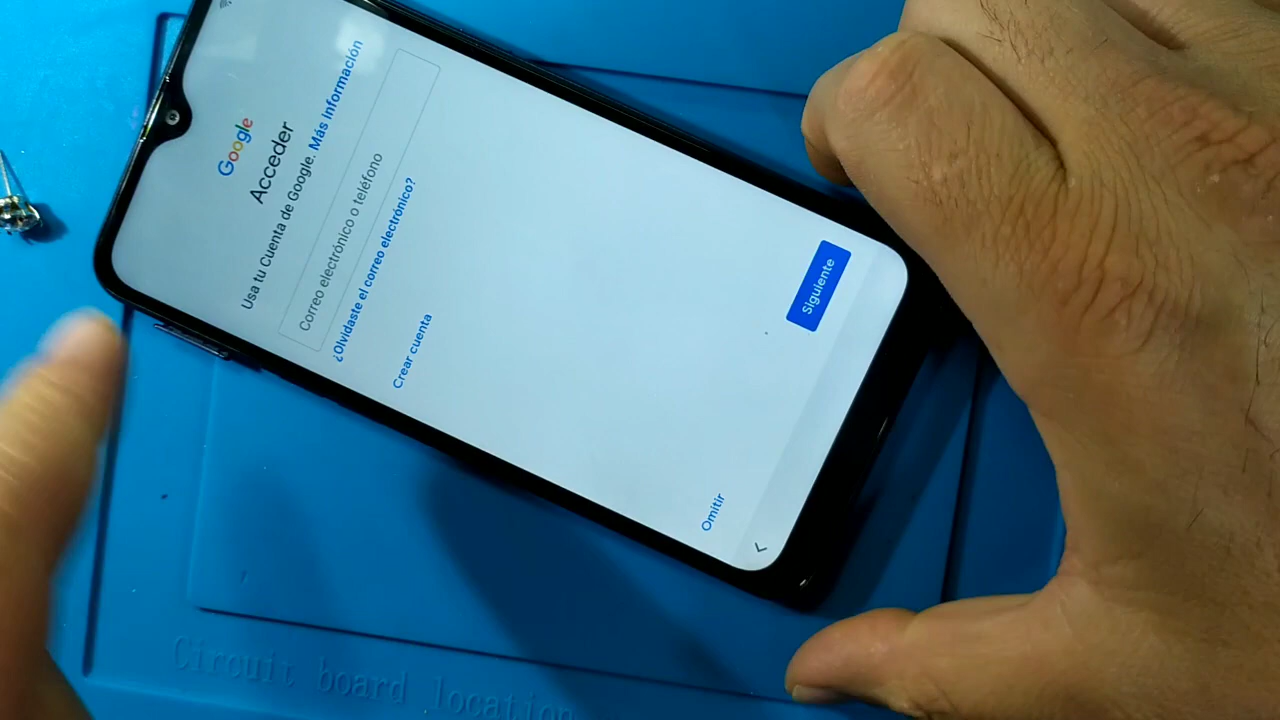 Google
Acceder
Usa tu Cuenta de Google. Más información
Correo electrónico o teléfono
¿Olvidaste el correo electrónico?
Crear cuenta
Omitir
Siguiente
Circuit board location